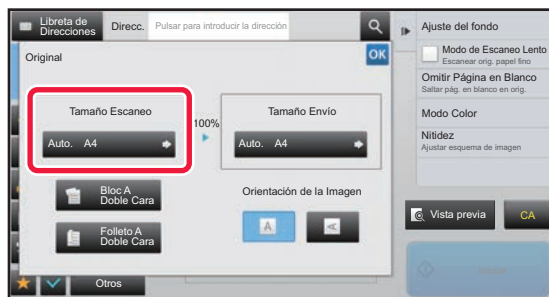 Libreta de
Direcciones
Direcc.
Pulsar para introducir la dirección
Original
OK
Tamaño Escaneo
Auto. A4
100%
Tamaño Envío
Auto. A4
Bloc A
Doble Cara
Folleto A
Doble Cara
Orientación de la Imagen
A
A
Otros
Ajuste del fondo
Modo de Escaneo Lento
Escanear orig. papel fino
Omitir Página en Blanco
Saltar pág. en blanco en orig.
Modo Color
Nitidez
Ajustar esquema de imagen
Vista previa
CA